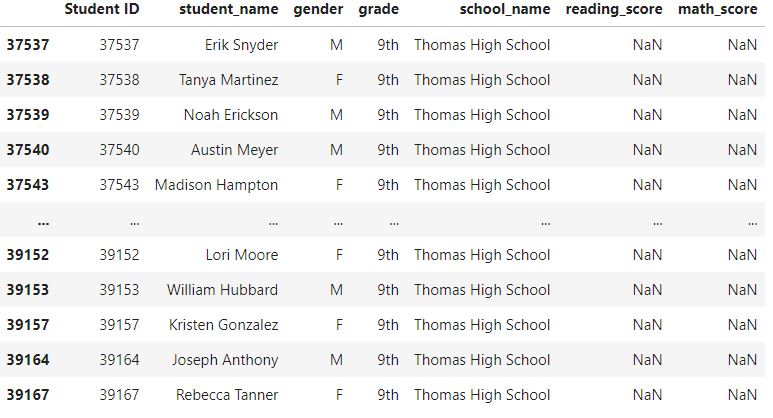 Student ID student_name gender grade school_name reading_score math_score
37537 37537 Erik Snyder M 9th Thomas High School NaN NaN
37538 37538 Tanya Martinez F 9th Thomas High School NaN NaN
37539 37539 Noah Erickson M 9th Thomas High School NaN NaN
37540 37540 Austin Meyer M 9th Thomas High School NaN NaN
37543 37543 Madison Hampton F 9th Thomas High School NaN NaN
... ... ... ... ... ... ... ...
39152 39152 Lori Moore F 9th Thomas High School NaN NaN
39153 39153 William Hubbard M 9th Thomas High School NaN NaN
39157 39157 Kristen Gonzalez F 9th Thomas High School NaN NaN
39164 39164 Joseph Anthony M 9th Thomas High School NaN NaN
39167 39167 Rebecca Tanner F 9th Thomas High School NaN NaN